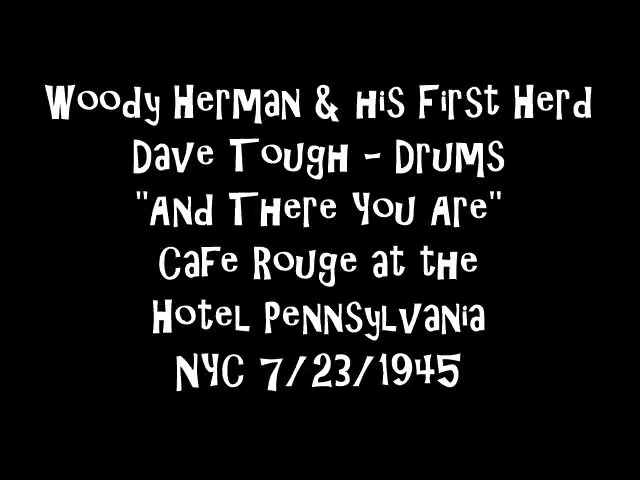 Woody Herman & His First Herd
Dave Tough - Drums
"And There You Are"
Cafe Rouge at the
Hotel Pennsylvania
NYC 7/23/1945